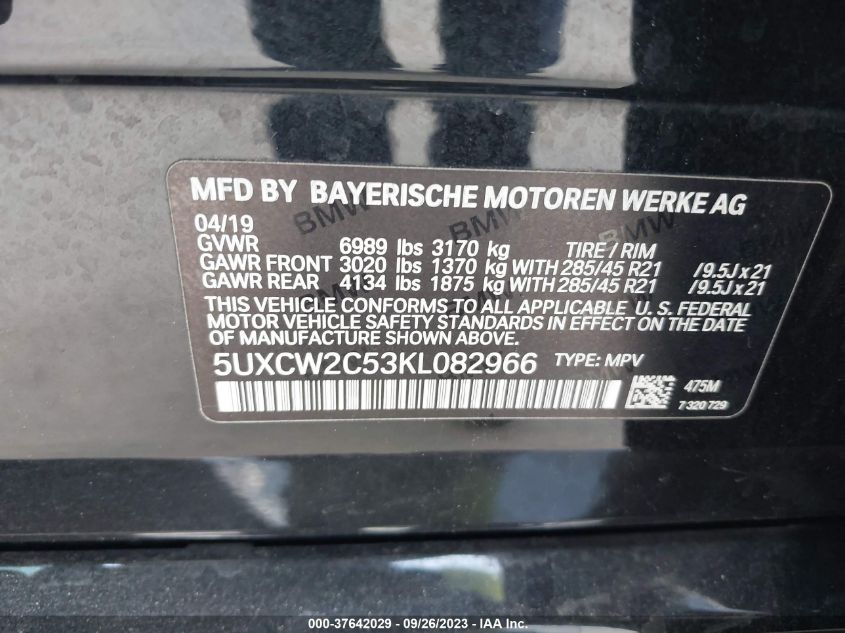 MFD BY BAYERISCHE MOTOREN WERKE AG
04/19
GVWR 6989 lbs 3170 kg TIRE / RIM
GAWR FRONT 3020 lbs 1370 kg WITH 285/45 R21 /9.5J x 21
GAWR REAR 4134 lbs 1875 kg WITH 285/45 R21 /9.5J x 21
THIS VEHICLE CONFORMS TO ALL APPLICABLE U. S. FEDERAL
MOTOR VEHICLE SAFETY STANDARDS IN EFFECT ON THE DATE
OF MANUFACTURE SHOWN ABOVE.
5UXCW2C53KL082966 TYPE: MPV
475M
7 320 729
BMW
BMW
BMW
000-37642029 - 09/26/2023 - IAA Inc.